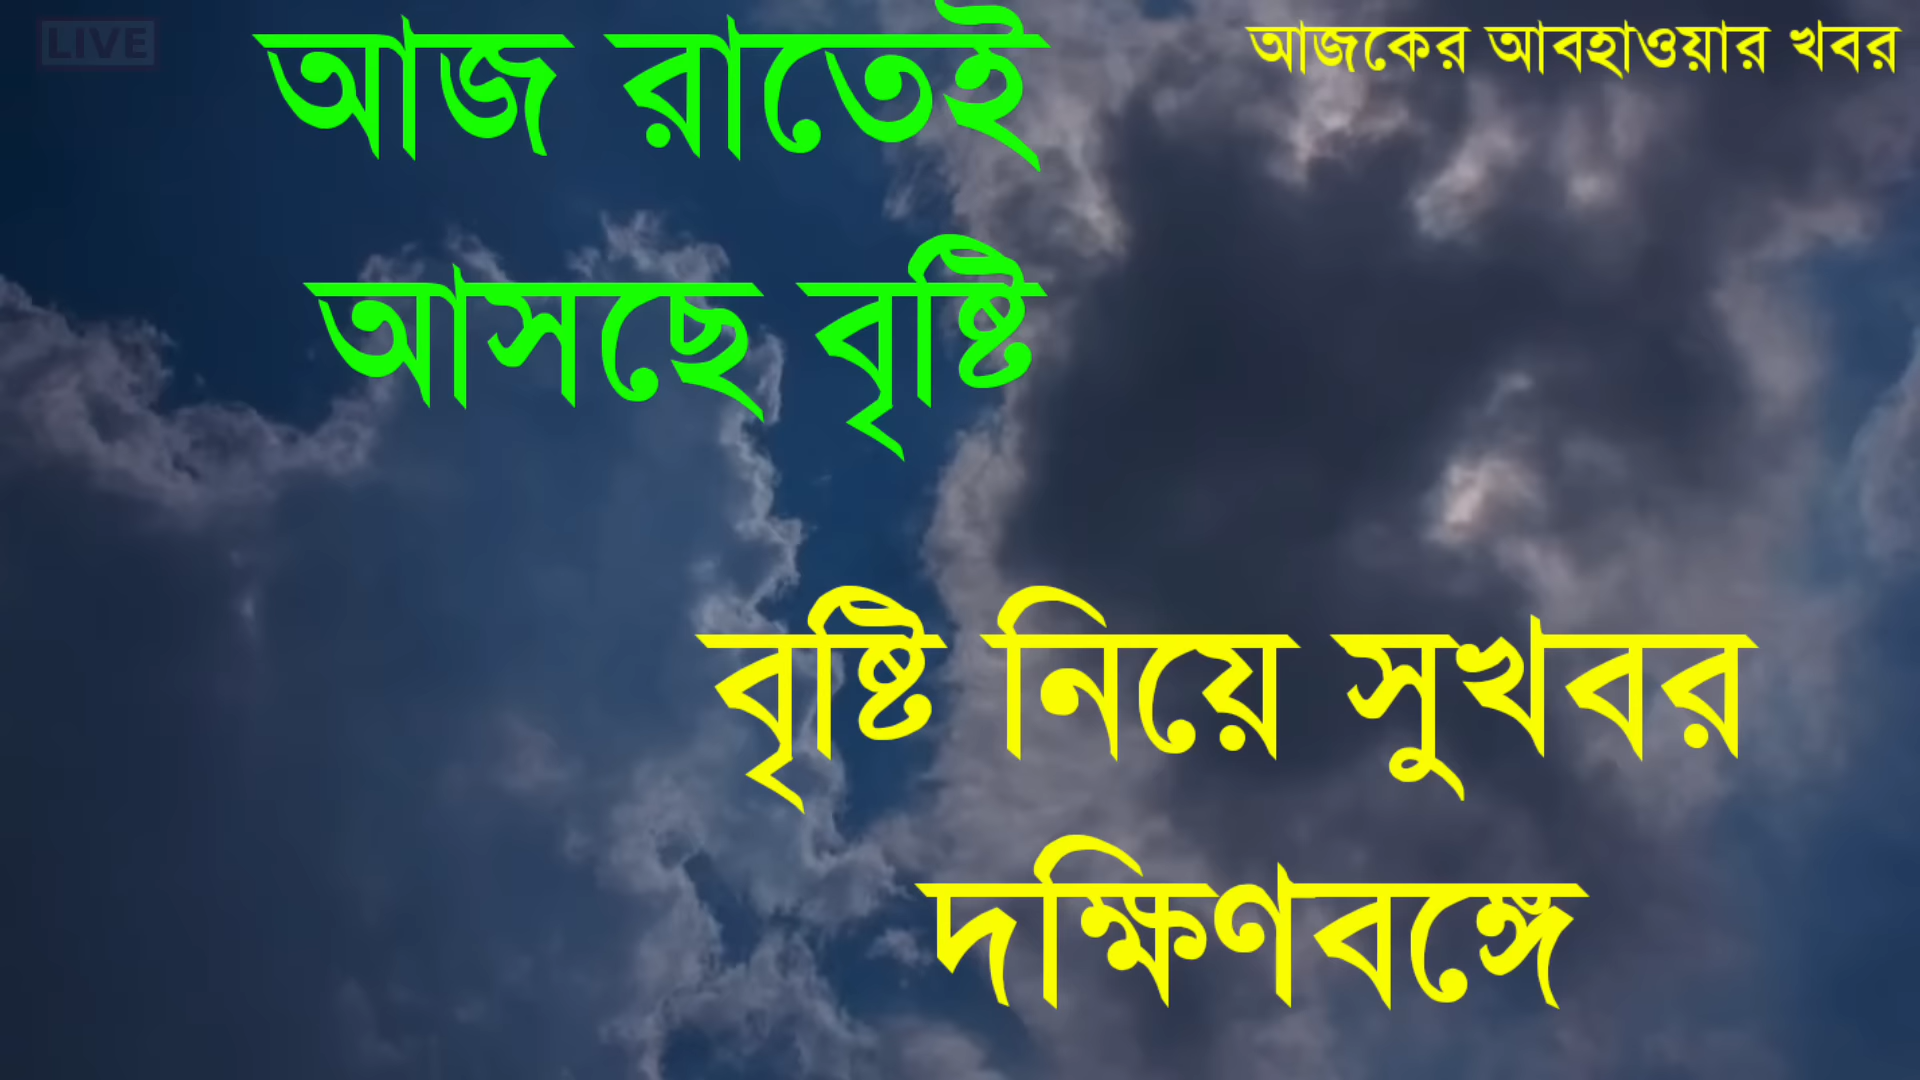 LIVE
আজকের আবহাওয়ার খবর
আজ রাতেই
আসছে বৃষ্টি
বৃষ্টি নিয়ে সুখবর
দক্ষিণবঙ্গে